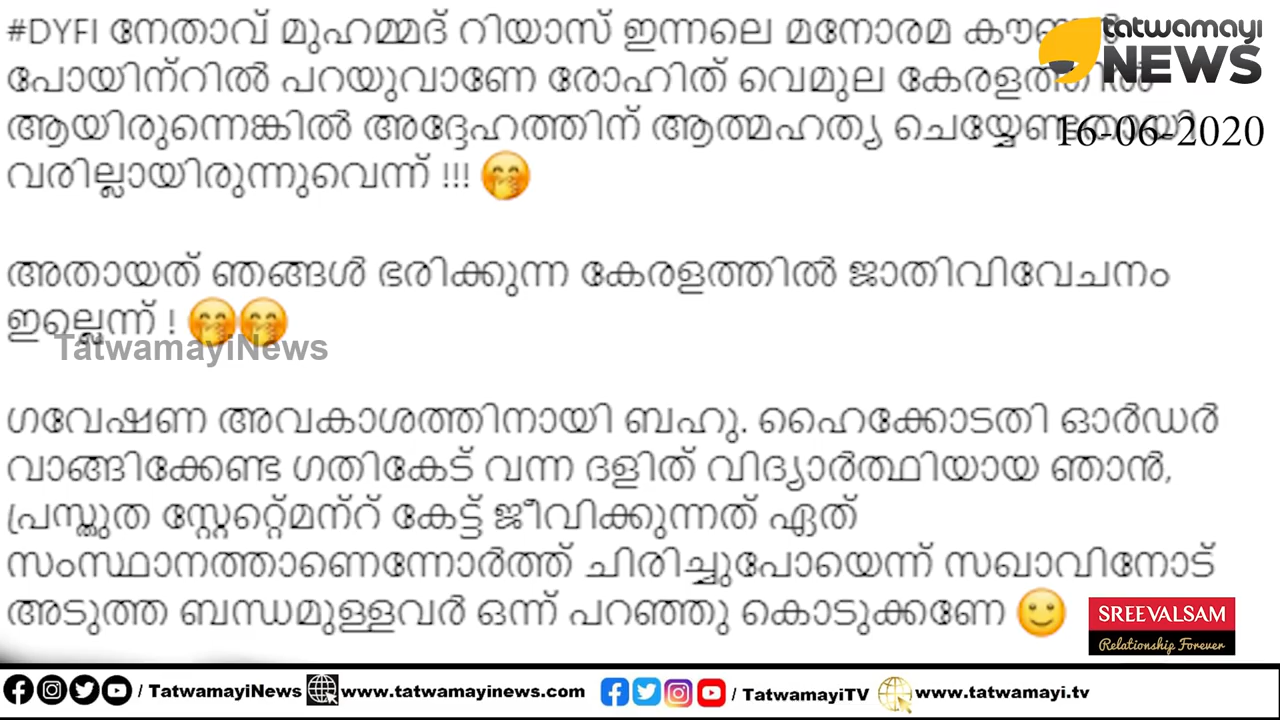 #DYFI നേതാവ് മുഹമ്മദ് റിയാസ് ഇന്നലെ മനോരമ
പോയിന്റിൽ പറയുവാണേ രോഹിത് വെമുല കേരളത്തിൽ
ആയിരുന്നെങ്കിൽ അദ്ദേഹത്തിന് ആത്മഹത്യ ചെയ്യേണ്ടതായി
വരില്ലായിരുന്നുവെന്ന് !!! 🤭
അതായത് ഞങ്ങൾ ഭരിക്കുന്ന കേരളത്തിൽ ജാതിവിവേചനം
ഇല്ലെന്ന് ! 🤭🤭
ഗവേഷണ അവകാശത്തിനായി ബഹു. ഹൈക്കോടതി ഓർഡർ
വാങ്ങിക്കേണ്ട ഗതികേട് വന്ന ദളിത് വിദ്യാർത്ഥിയായ ഞാൻ,
പ്രസ്തുത സ്റ്റേറ്റ്മെന്റ് കേട്ട് ജീവിക്കുന്നത് ഏത്
സംസ്ഥാനത്താണെന്നോർത്ത് ചിരിച്ചുപോയെന്ന് സഖാവിനോട്
അടുത്ത ബന്ധമുള്ളവർ ഒന്ന് പറഞ്ഞു കൊടുക്കണേ 🙂
tatwamayi
NEWS
16-06-2020
TatwamayiNews
SREEVALSAM
Relationship Forever
/ TatwamayiNews www.tatwamayinews.com / TatwamayiTV www.tatwamayi.tv